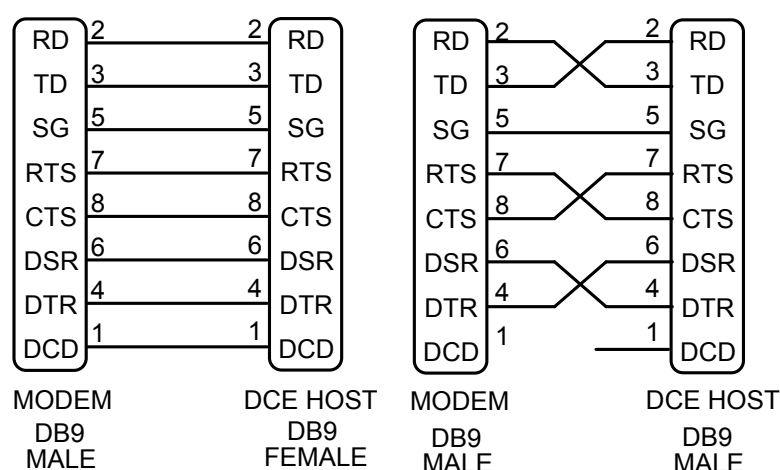 RD 2 2 RD
TD 3 3 TD
SG 5 5 SG
RTS 7 7 RTS
CTS 8 8 CTS
DSR 6 6 DSR
DTR 4 4 DTR
DCD 1 1 DCD
MODEM DCE HOST
DB9 DB9
MALE FEMALE
RD 2 2 RD
TD 3 3 TD
SG 5 5 SG
RTS 7 7 RTS
CTS 8 8 CTS
DSR 6 6 DSR
DTR 4 4 DTR
DCD 1 1 DCD
MODEM DCE HOST
DB9 DB9
MALE MALE